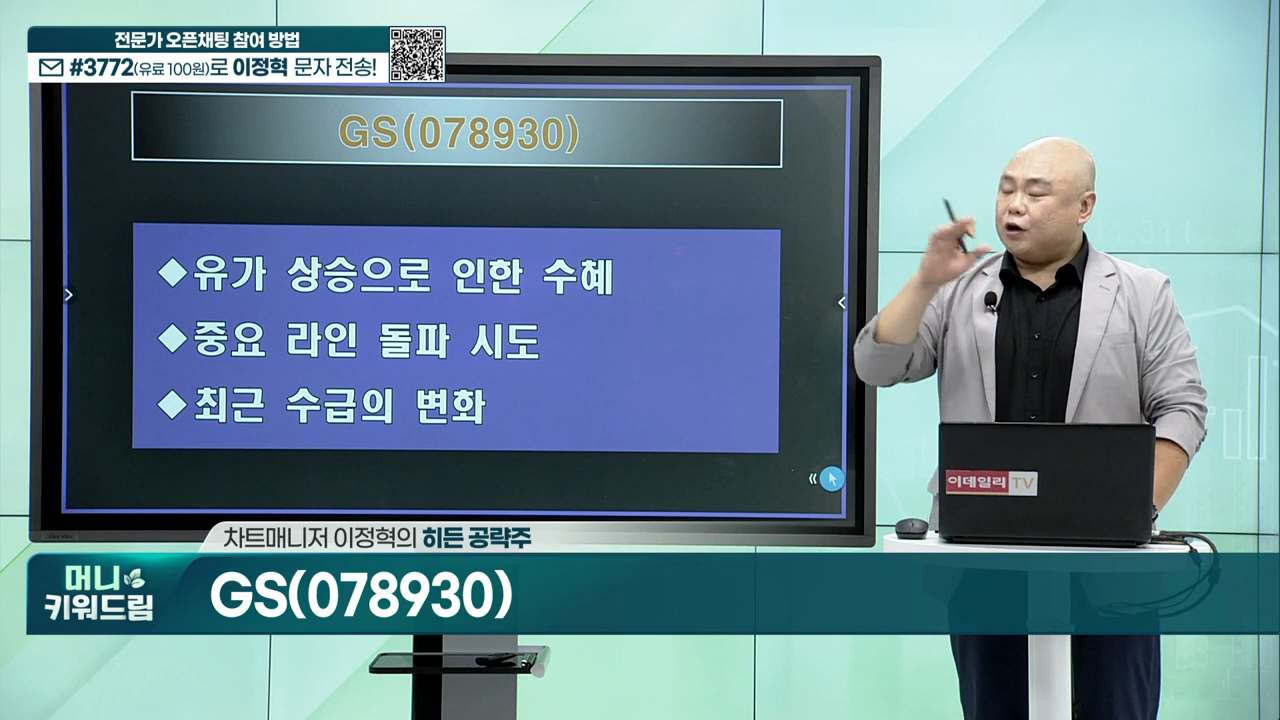 전문가 오픈채팅 참여 방법
#3772(유료 100원)로 이정혁 문자 전송!
GS(078930)
◆유가 상승으로 인한 수혜
◆중요 라인 돌파 시도
◆최근 수급의 변화
이데일리 TV
차트매니저 이정혁의 히든 공략주
머니
키워드림
GS(078930)